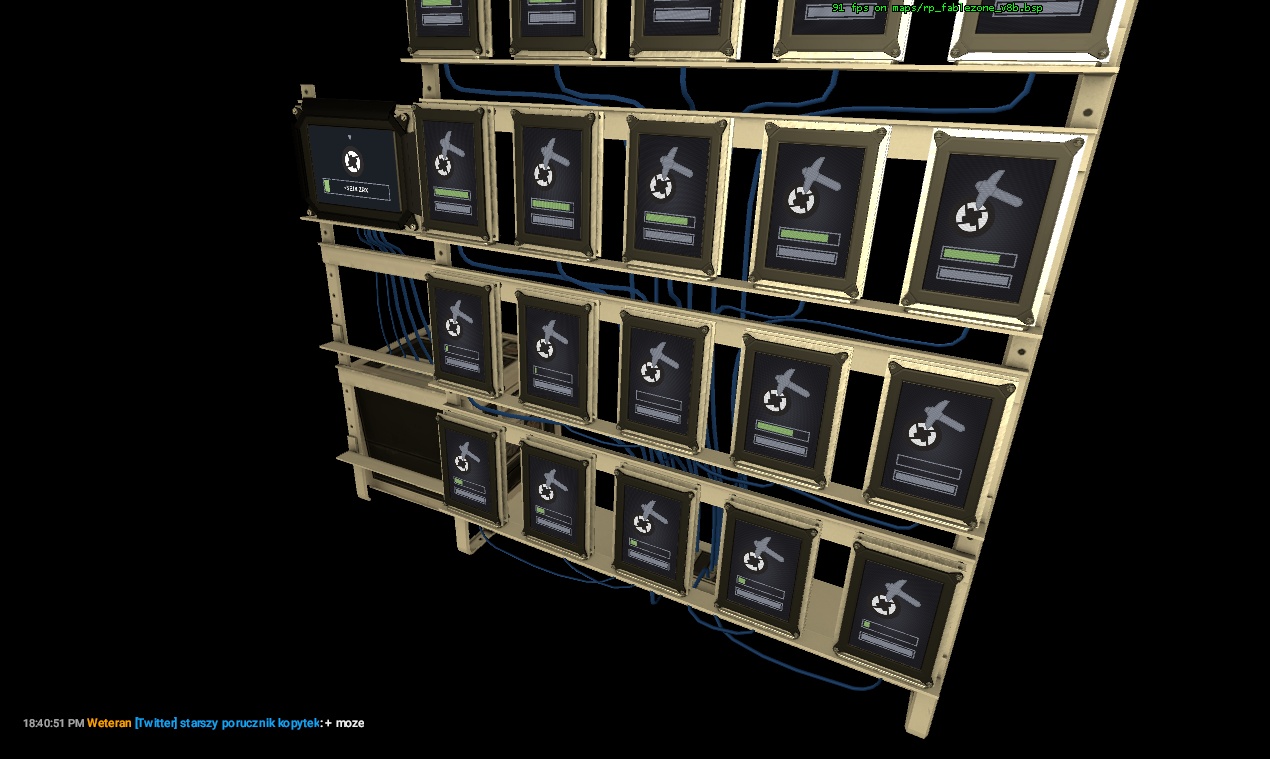 91 fps on maps/rp_fablezone_v8b.bsp
18:40:51 PM Weteran [Twitter] starszy porucznik kopytek: + moze